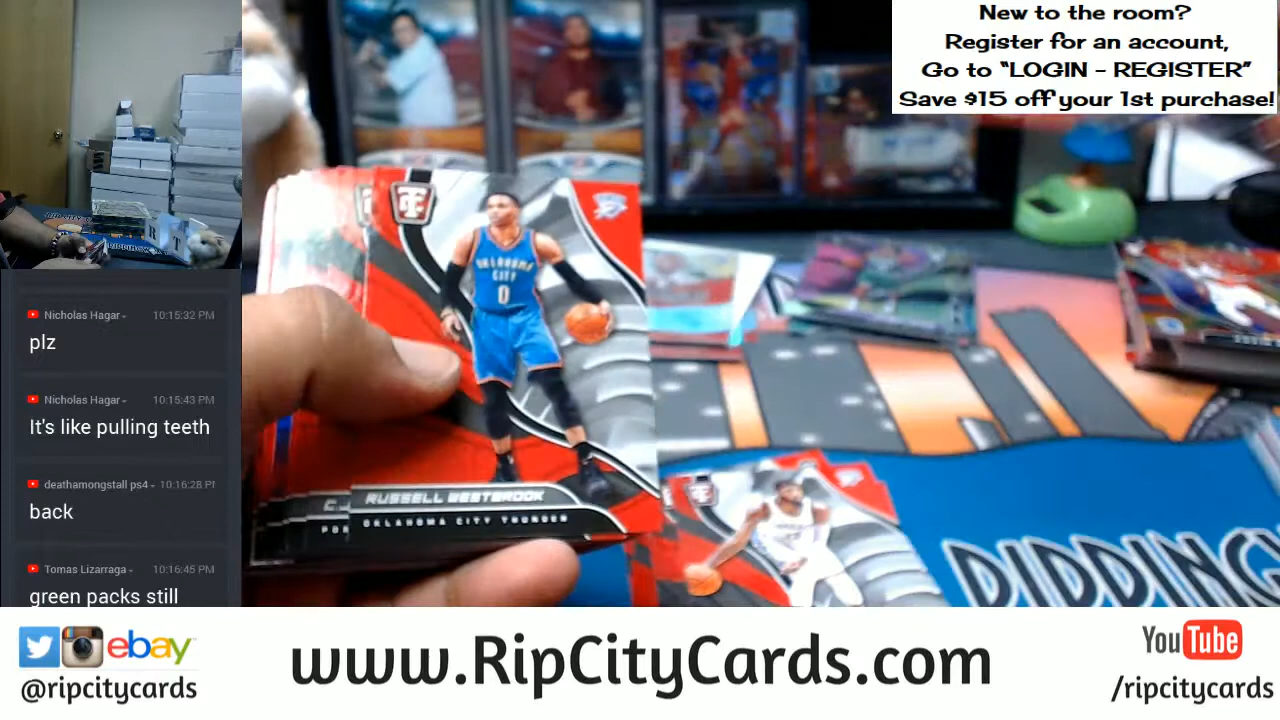 New to the room?
Register for an account,
Go to “LOGIN - REGISTER”
Save $15 off your 1st purchase!
Nicholas Hagar
10:15:32 PM
plz
Nicholas Hagar
10:15:43 PM
It's like pulling teeth
deathamongstall ps4
10:16:28 PM
back
Tomas Lizarraga
10:16:45 PM
green packs still
OKLAHOMA
CITY
0
RUSSELL WESTBROOK
OKLAHOMA CITY THUNDER
C.J.
POR
ebay
@ripcitycards
www.RipCityCards.com
YouTube
/ripcitycards